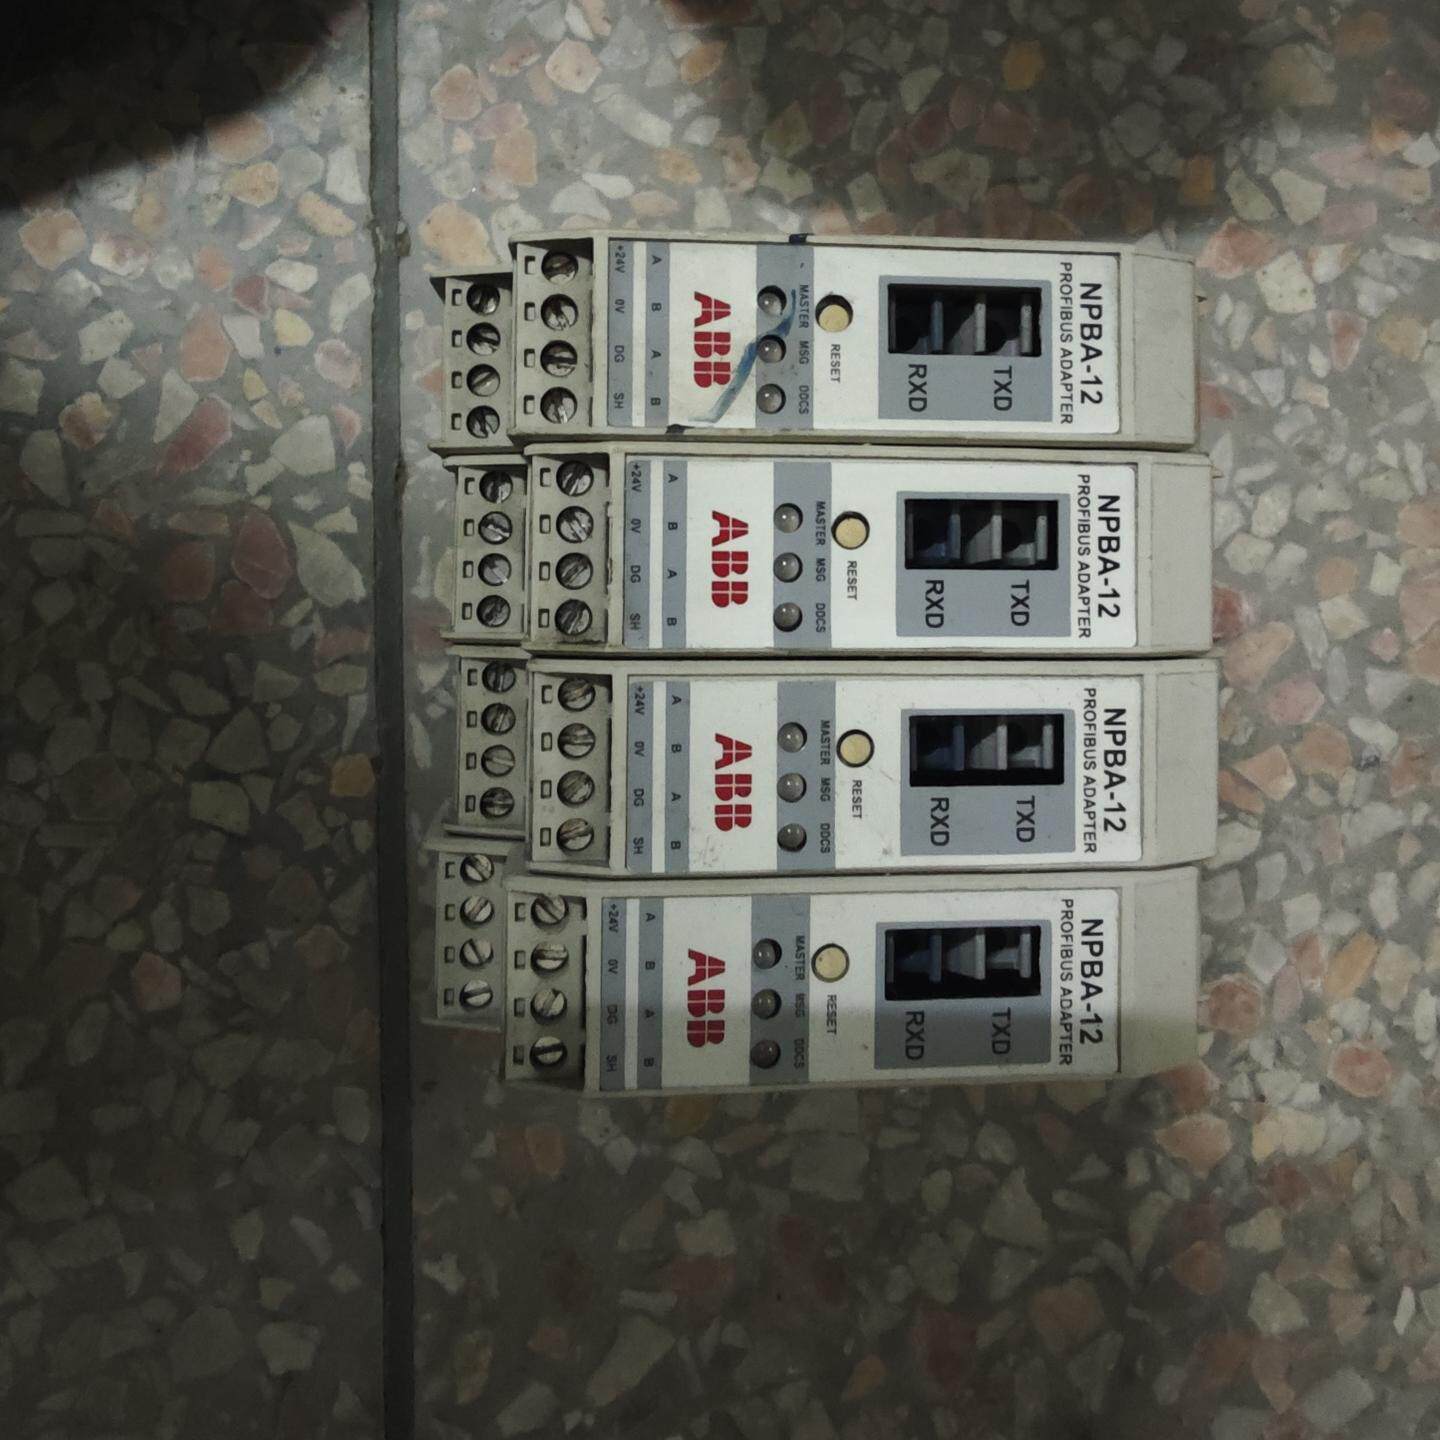 NPBA-12
PROFIBUS ADAPTER
TXD
RXD
RESET
MASTER MSG DDCS
ABB
A B A B
+24V 0V DG SH
NPBA-12
PROFIBUS ADAPTER
TXD
RXD
RESET
MASTER MSG DDCS
ABB
A B A B
+24V 0V DG SH
NPBA-12
PROFIBUS ADAPTER
TXD
RXD
RESET
MASTER MSG DDCS
ABB
A B A B
+24V 0V DG SH
NPBA-12
PROFIBUS ADAPTER
TXD
RXD
RESET
MASTER MSG DDCS
ABB
A B A B
+24V 0V DG SH